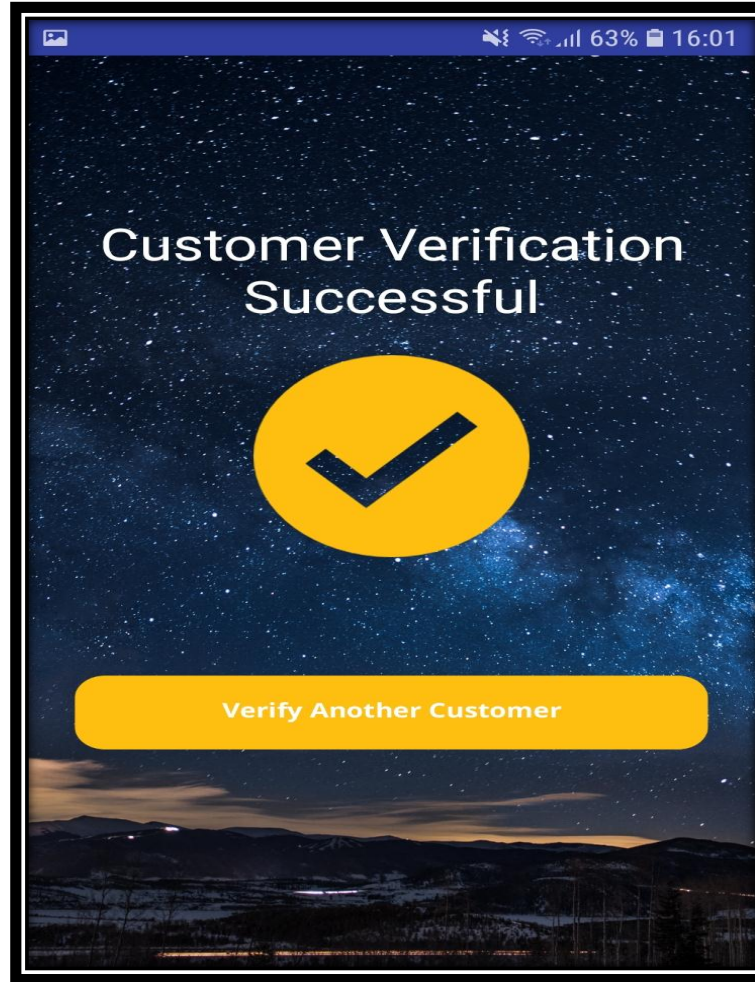 63% 16:01
Customer Verification
Successful
Verify Another Customer